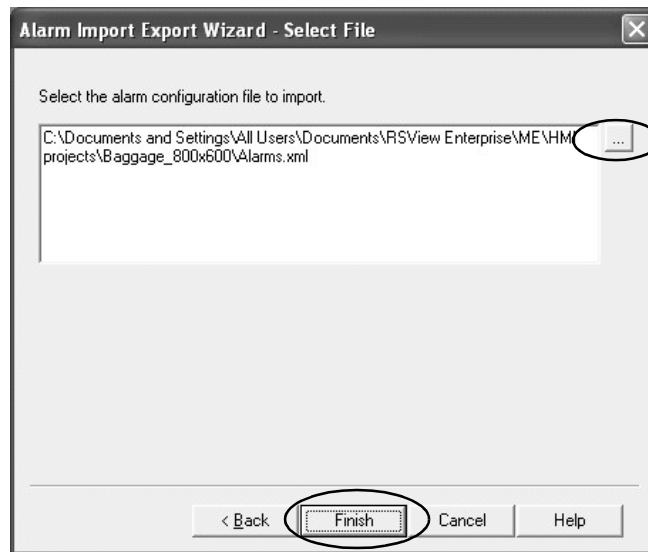 Alarm Import Export Wizard - Select File
Select the alarm configuration file to import.
C:\Documents and Settings\All Users\Documents\RSView Enterprise\ME\HM
projects\Baggage_800x600\Alarms.xml
...
< Back Finish Cancel Help